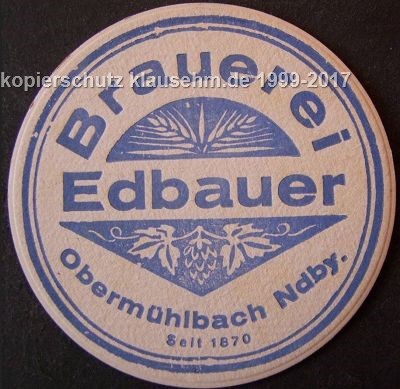 kopierschutz klausehm.de 1999-2017
Brauerei
Edbauer
Obermühlbach Ndby.
Seit 1870